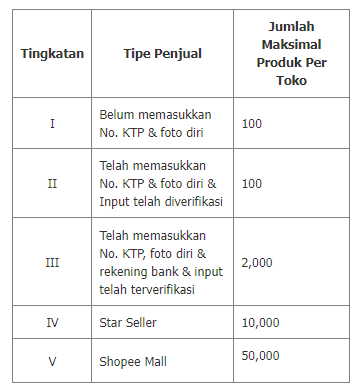 Tingkatan
Tipe Penjual
Jumlah
Maksimal
Produk Per
Toko
I
Belum memasukkan
No. KTP & foto diri
100
II
Telah memasukkan
No. KTP & foto diri &
Input telah diverifikasi
100
III
Telah memasukkan
No. KTP, foto diri &
rekening bank & input
telah terverifikasi
2,000
IV
Star Seller
10,000
V
Shopee Mall
50,000